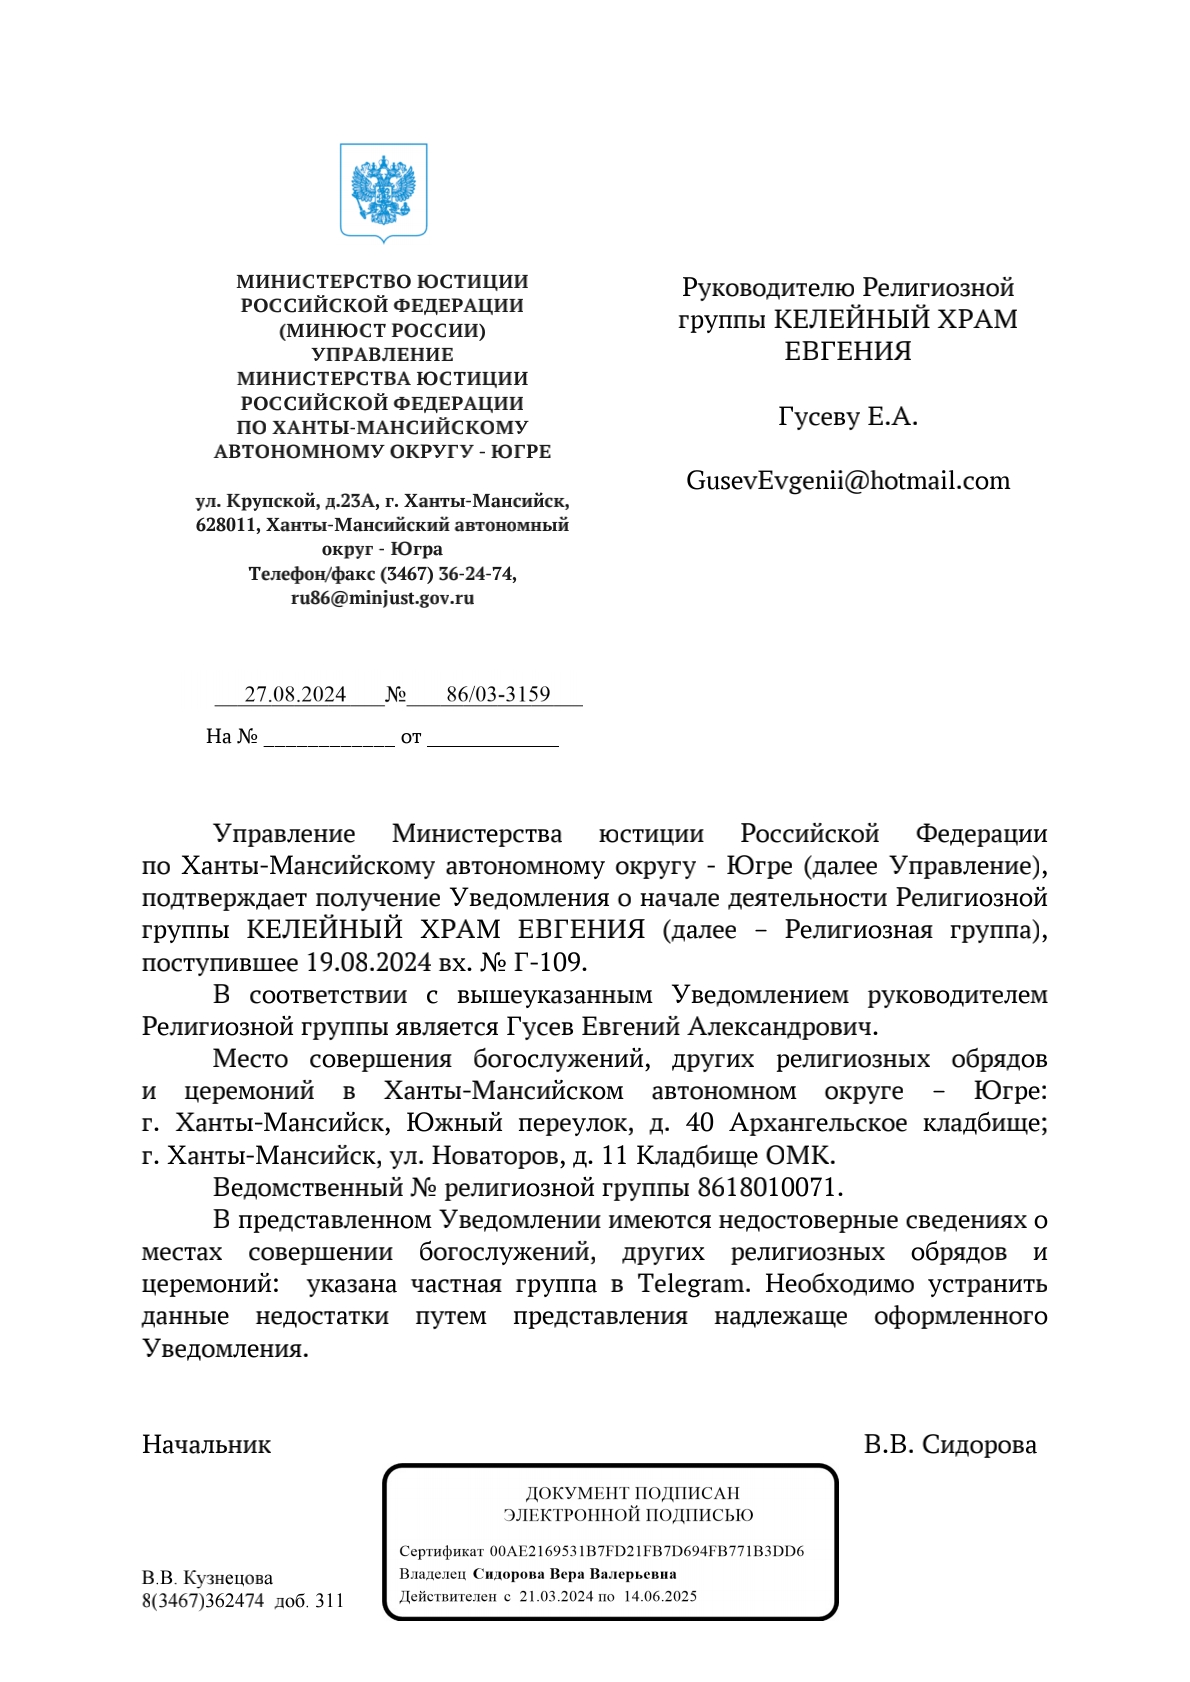 МИНИСТЕРСТВО ЮСТИЦИИ
РОССИЙСКОЙ ФЕДЕРАЦИИ
(МИНЮСТ РОССИИ)
УПРАВЛЕНИЕ
МИНИСТЕРСТВА ЮСТИЦИИ
РОССИЙСКОЙ ФЕДЕРАЦИИ
ПО ХАНТЫ-МАНСИЙСКОМУ
АВТОНОМНОМУ ОКРУГУ - ЮГРЕ
ул. Крупской, д.23А, г. Ханты-Мансийск,
628011, Ханты-Мансийский автономный
округ - Югра
Телефон/факс (3467) 36-24-74,
ru86@minjust.gov.ru
27.08.2024 № 86/03-3159
На № ____________ от ____________
Руководителю Религиозной
группы КЕЛЕЙНЫЙ ХРАМ
ЕВГЕНИЯ
Гусеву Е.А.
GusevEvgenii@hotmail.com
Управление Министерства юстиции Российской Федерации
по Ханты-Мансийскому автономному округу - Югре (далее Управление),
подтверждает получение Уведомления о начале деятельности Религиозной
группы КЕЛЕЙНЫЙ ХРАМ ЕВГЕНИЯ (далее – Религиозная группа),
поступившее 19.08.2024 вх. № Г-109.
В соответствии с вышеуказанным Уведомлением руководителем
Религиозной группы является Гусев Евгений Александрович.
Место совершения богослужений, других религиозных обрядов
и церемоний в Ханты-Мансийском автономном округе – Югре:
г. Ханты-Мансийск, Южный переулок, д. 40 Архангельское кладбище;
г. Ханты-Мансийск, ул. Новаторов, д. 11 Кладбище ОМК.
Ведомственный № религиозной группы 8618010071.
В представленном Уведомлении имеются недостоверные сведениях о
местах совершении богослужений, других религиозных обрядов и
церемоний: указана частная группа в Telegram. Необходимо устранить
данные недостатки путем представления надлежаще оформленного
Уведомления.
Начальник В.В. Сидорова
ДОКУМЕНТ ПОДПИСАН
ЭЛЕКТРОННОЙ ПОДПИСЬЮ
Сертификат 00AE2169531B7FD21FB7D694FB771B3DD6
Владелец Сидорова Вера Валерьевна
Действителен с 21.03.2024 по 14.06.2025
В.В. Кузнецова
8(3467)362474 доб. 311